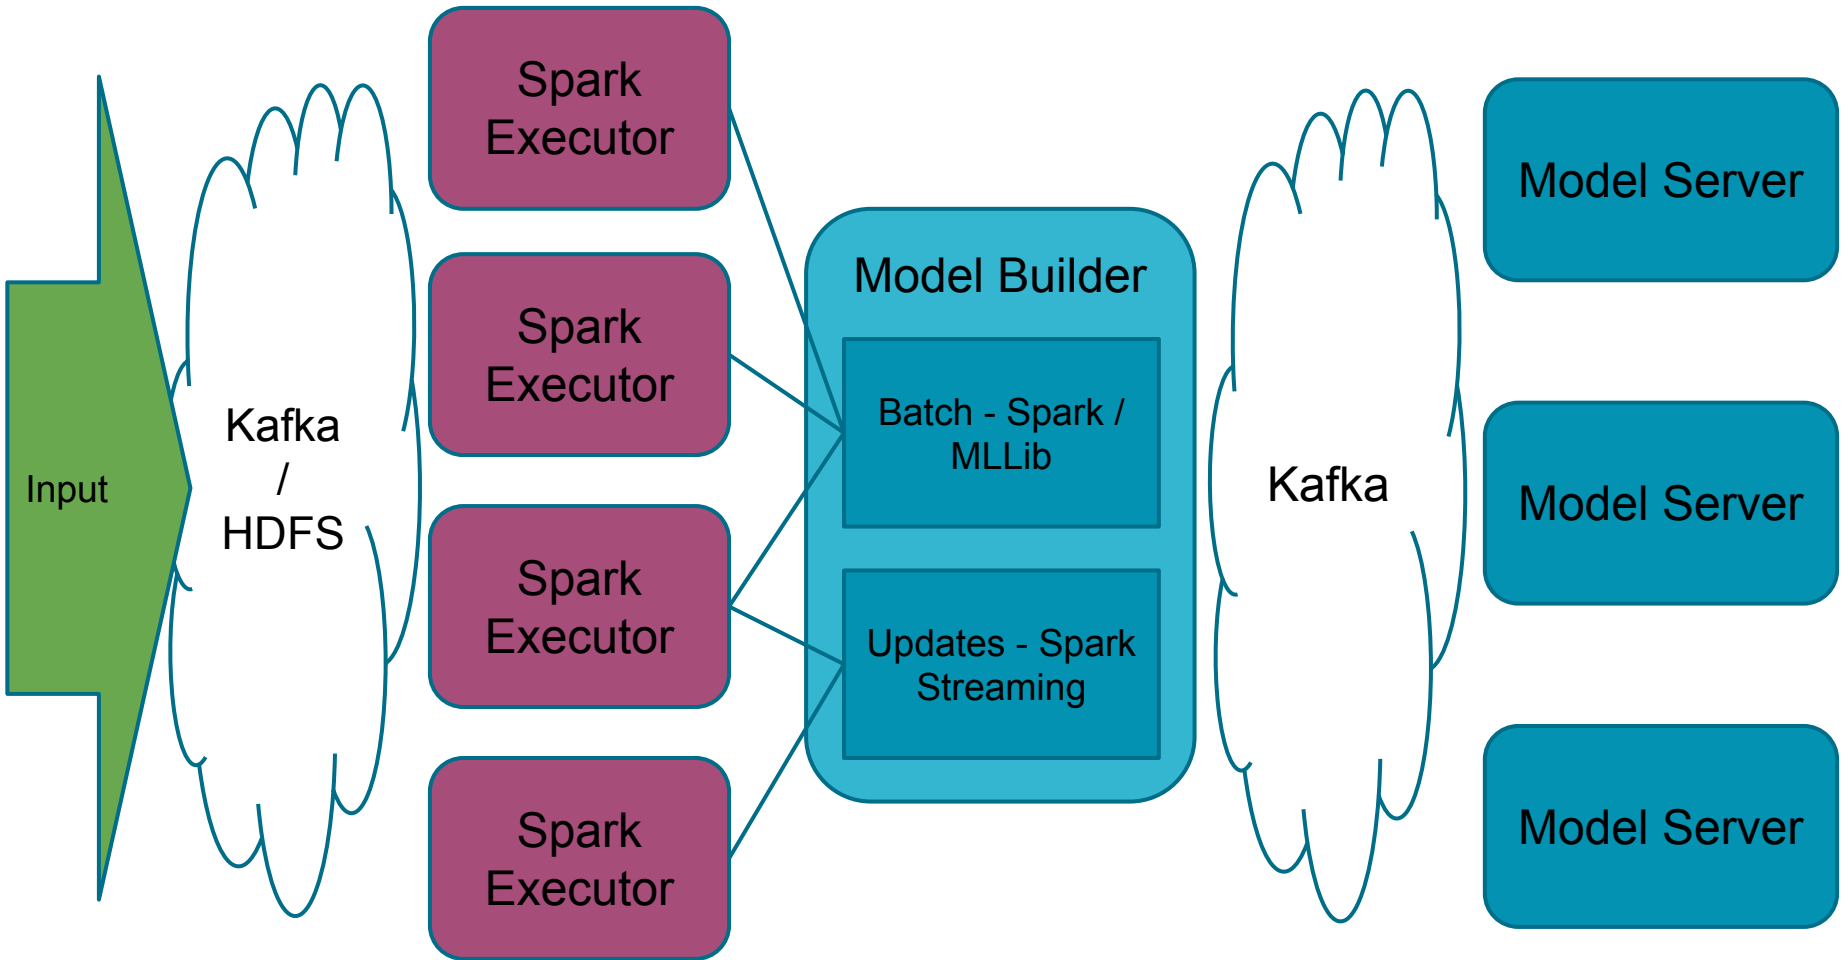 Input
Kafka
/
HDFS
Spark
Executor
Spark
Executor
Spark
Executor
Spark
Executor
Model Builder
Batch - Spark /
MLLib
Updates - Spark
Streaming
Kafka
Model Server
Model Server
Model Server